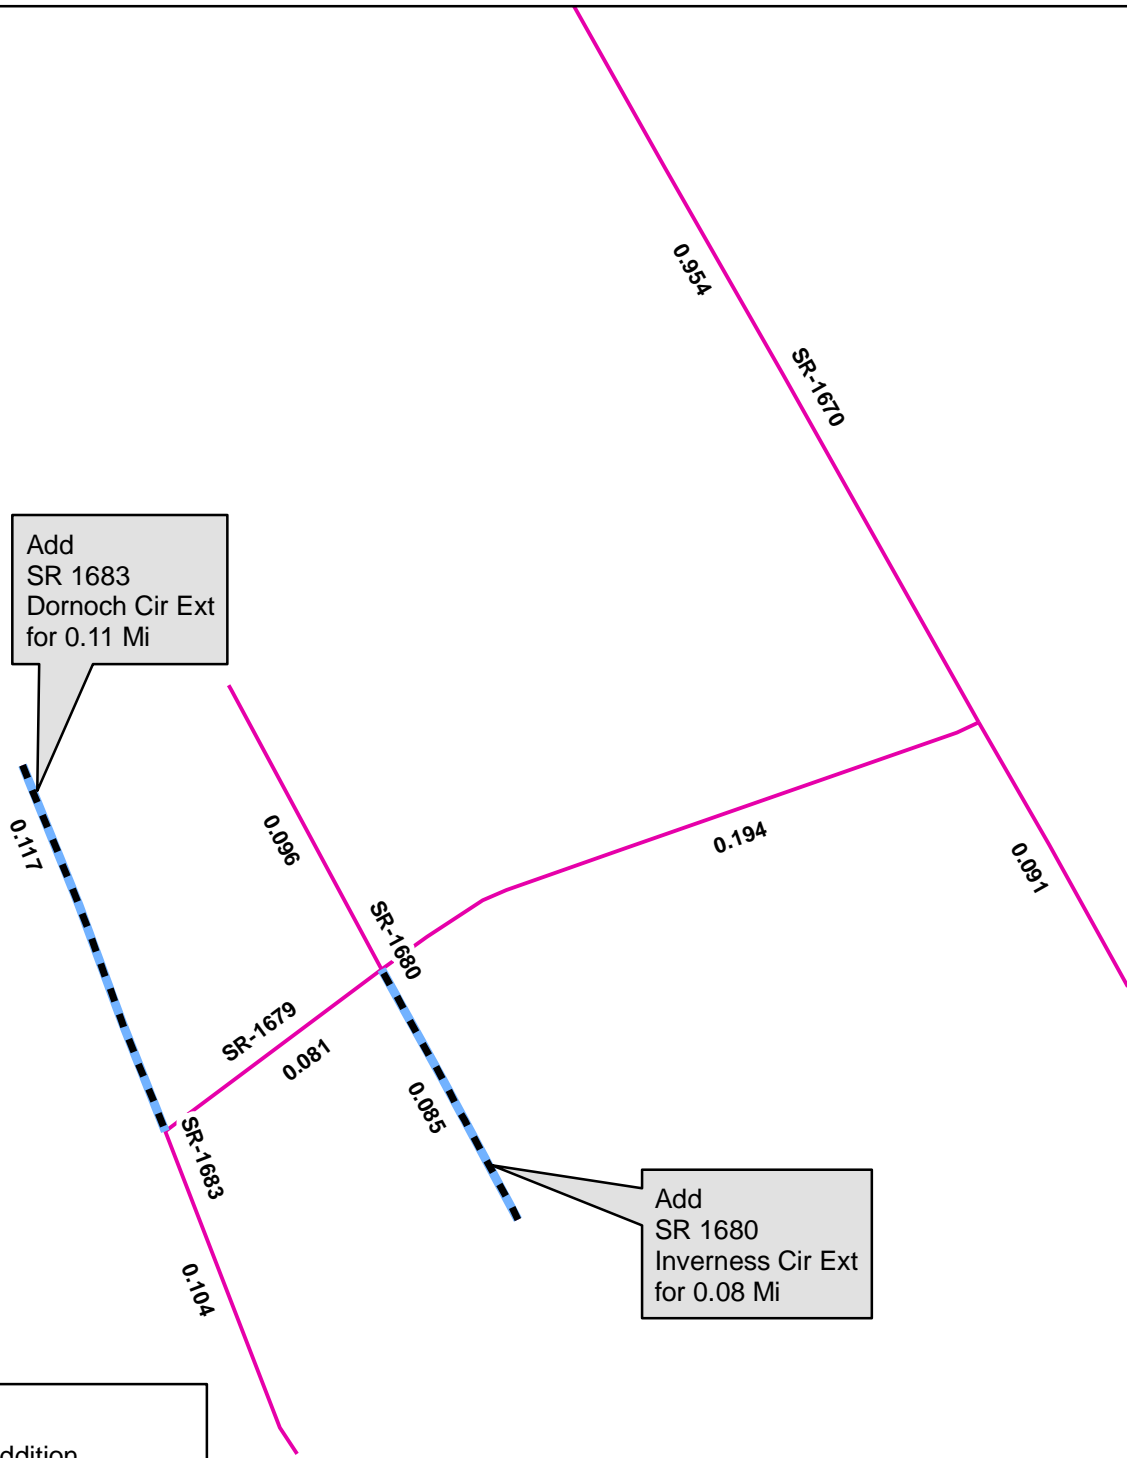 0.954
SR-1670
Add
SR 1683
Dornoch Cir Ext
for 0.11 Mi
0.117
0.096
0.194
0.091
SR-1680
SR-1679
0.081
0.085
SR-1683
Add
SR 1680
Inverness Cir Ext
for 0.08 Mi
0.104
ddition